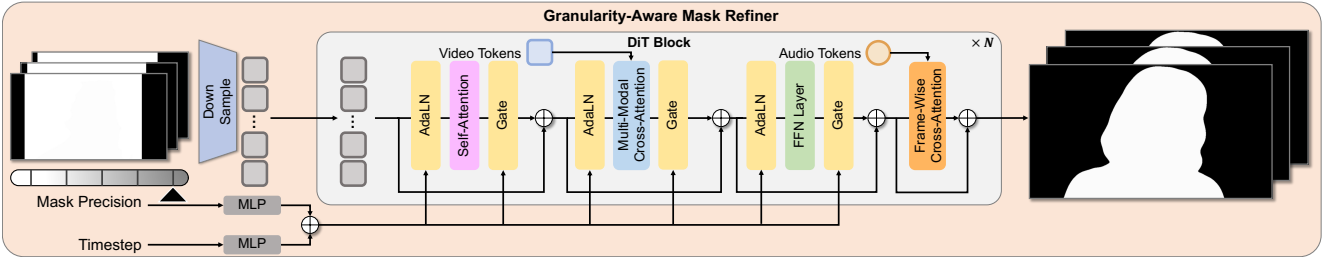 Granularity-Aware Mask Refiner
DiT Block
× N
Video Tokens
Audio Tokens
Down
Sample
AdaLN
Self-Attention
Gate
AdaLN
Multi-Modal
Cross-Attention
Gate
AdaLN
FFN Layer
Gate
Frame-Wise
Cross-Attention
Mask Precision
MLP
Timestep
MLP